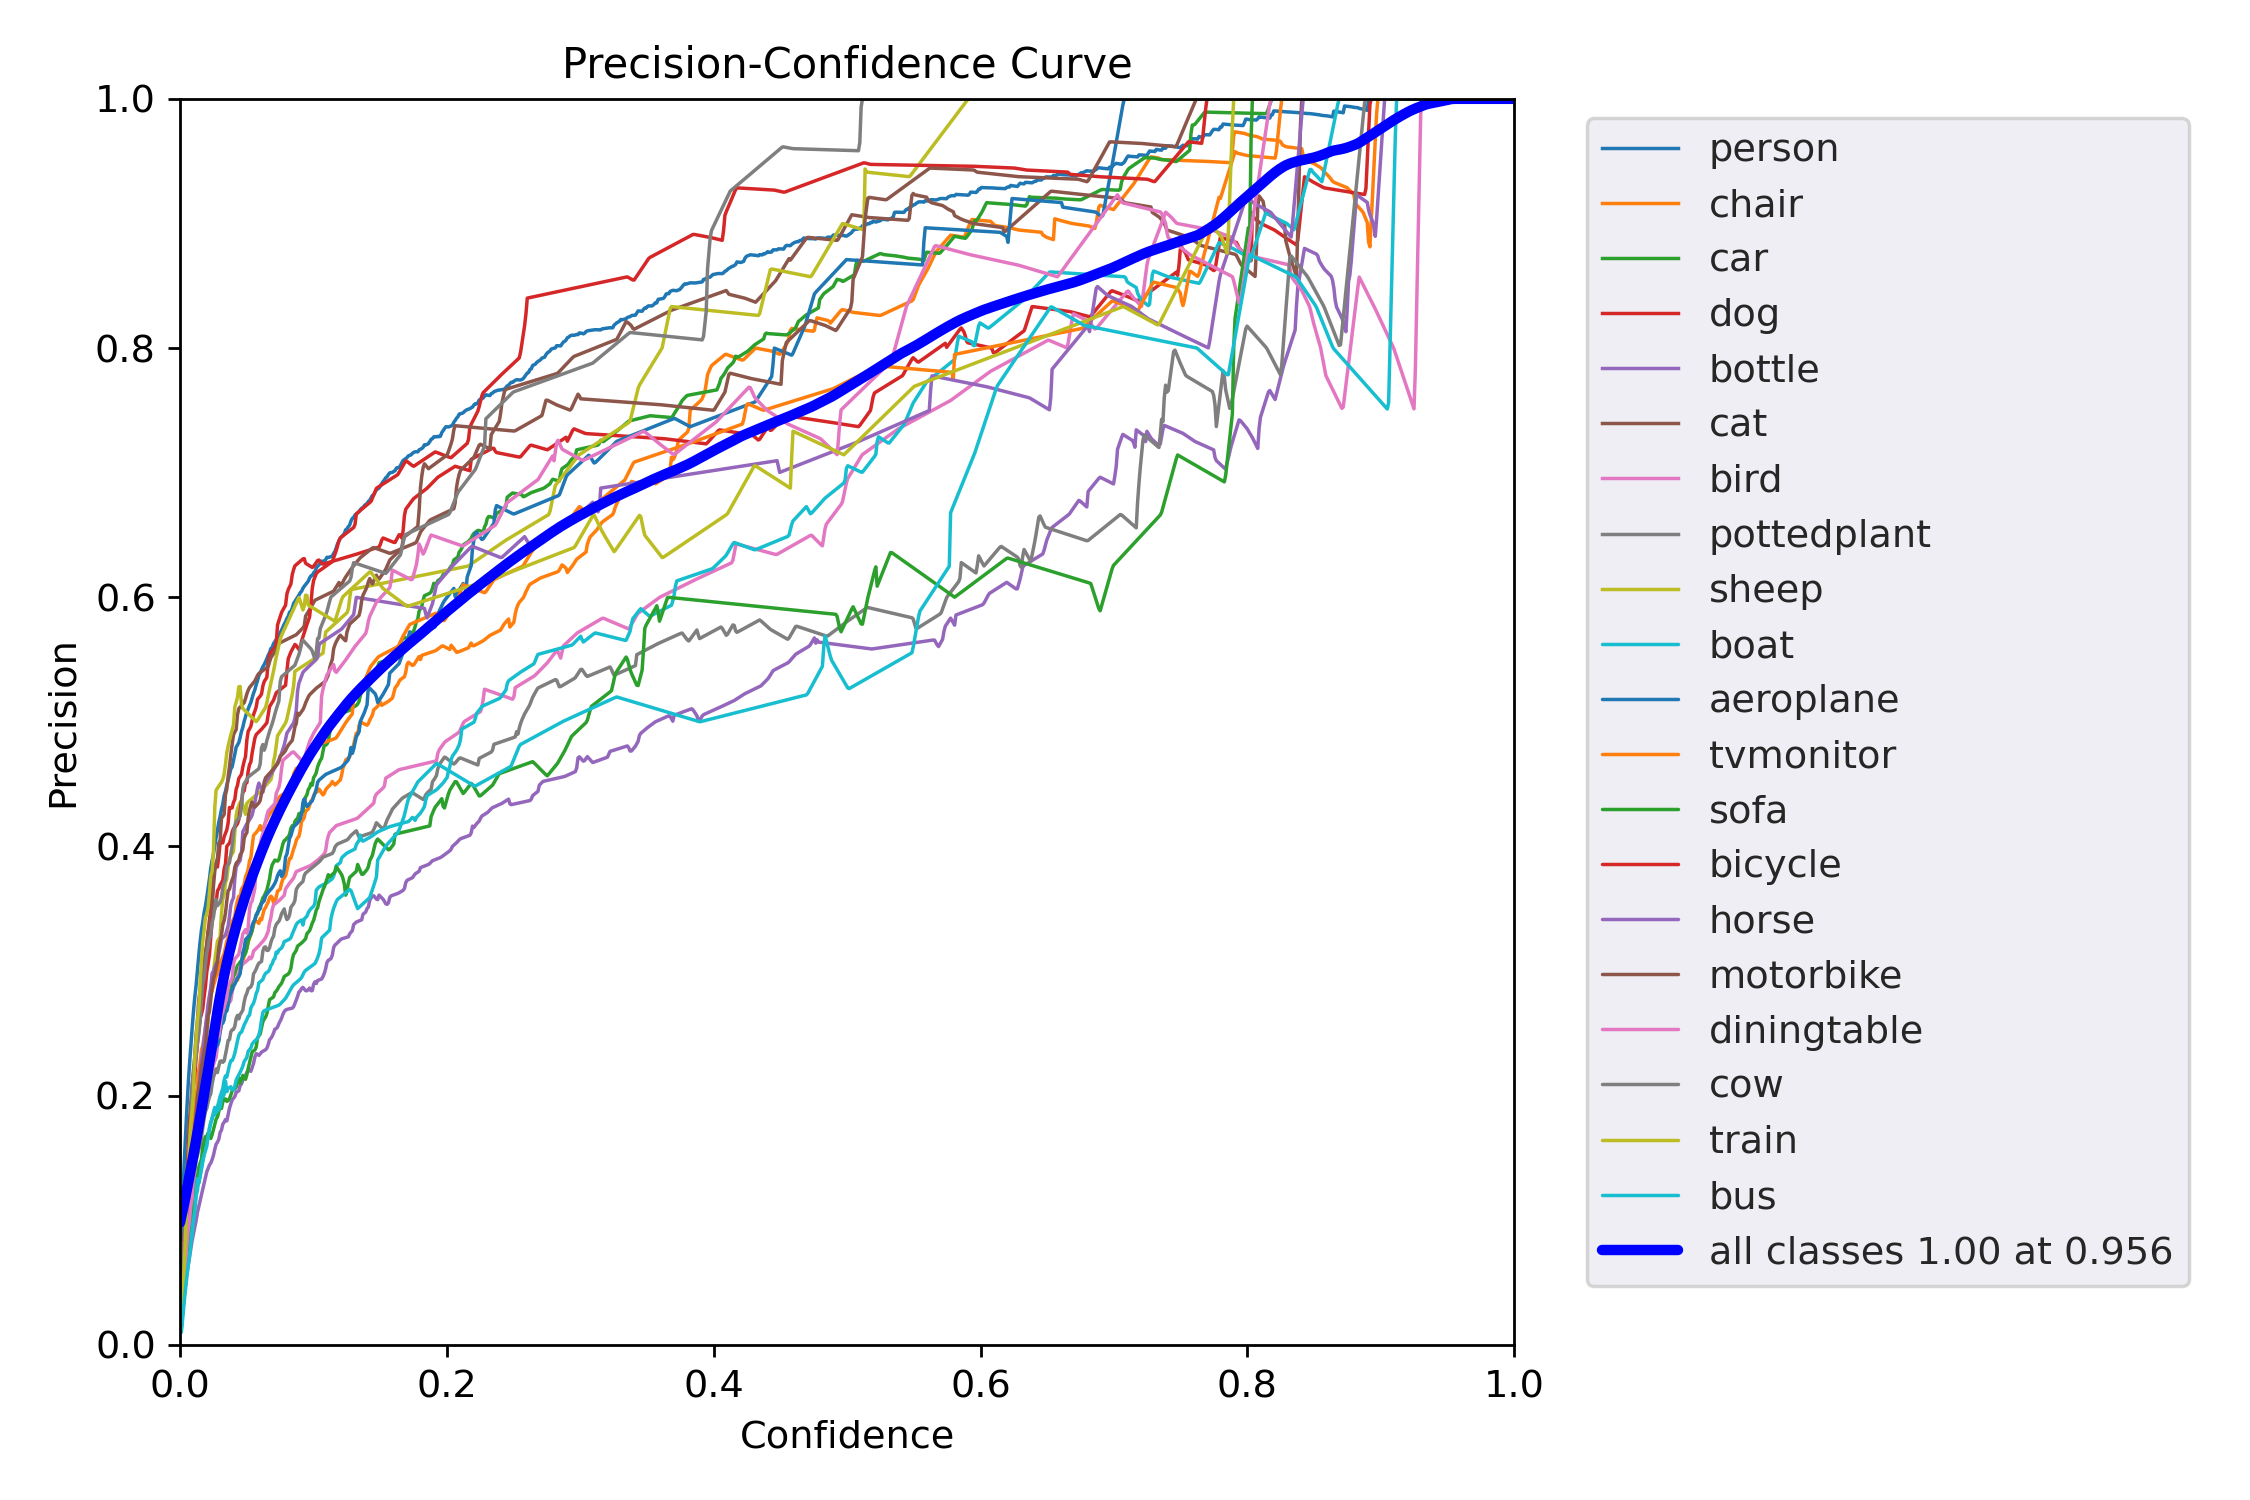 Precision-Confidence Curve
1.0
0.8
0.6
0.4
0.2
0.0
Precision
0.0 0.2 0.4 0.6 0.8 1.0
Confidence
person
chair
car
dog
bottle
cat
bird
pottedplant
sheep
boat
aeroplane
tvmonitor
sofa
bicycle
horse
motorbike
diningtable
cow
train
bus
all classes 1.00 at 0.956